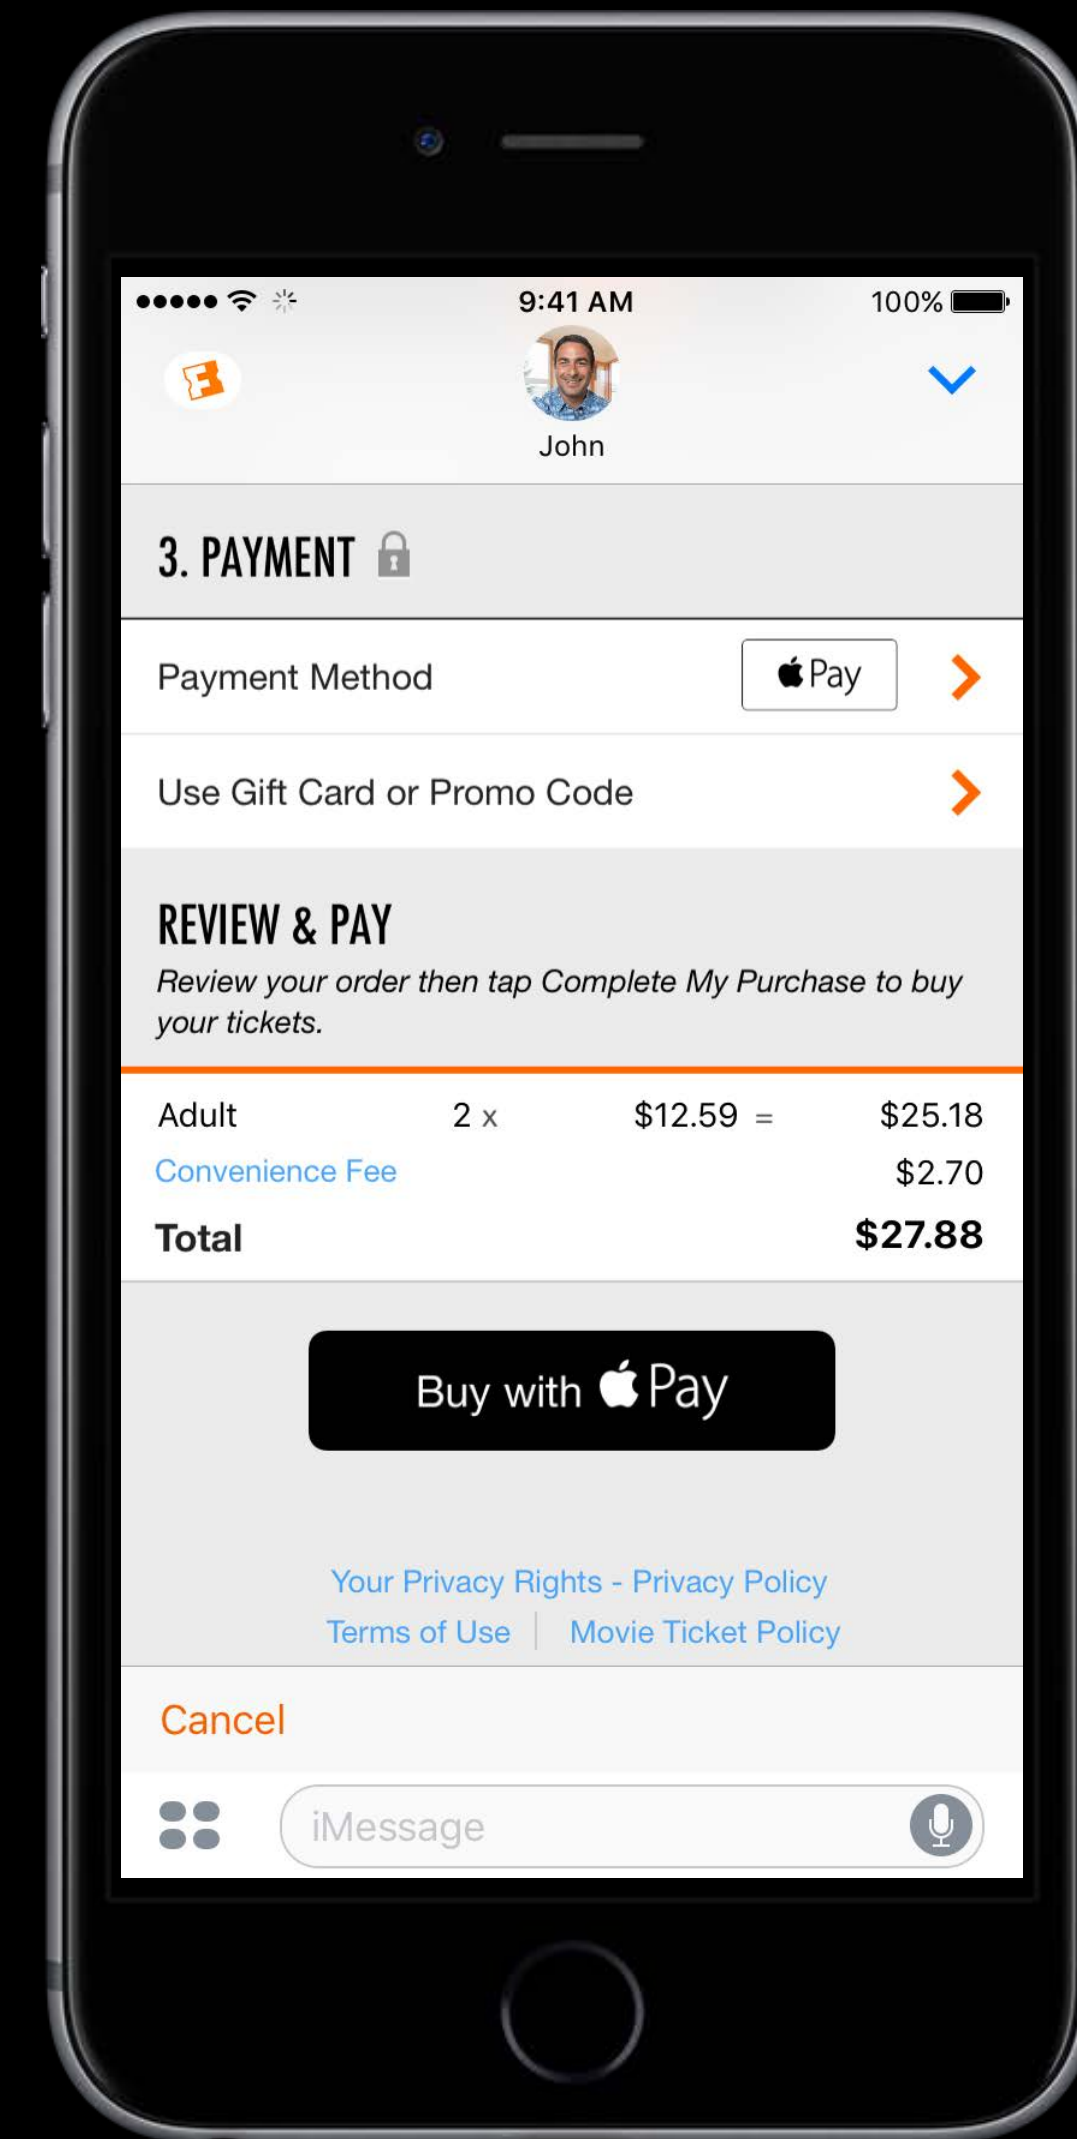 9:41 AM 100%
F
John
3. PAYMENT
Payment Method Pay
Use Gift Card or Promo Code
REVIEW & PAY
Review your order then tap Complete My Purchase to buy
your tickets.
Adult 2 x $12.59 = $25.18
Convenience Fee $2.70
Total $27.88
Buy with Pay
Your Privacy Rights - Privacy Policy
Terms of Use | Movie Ticket Policy
Cancel
iMessage